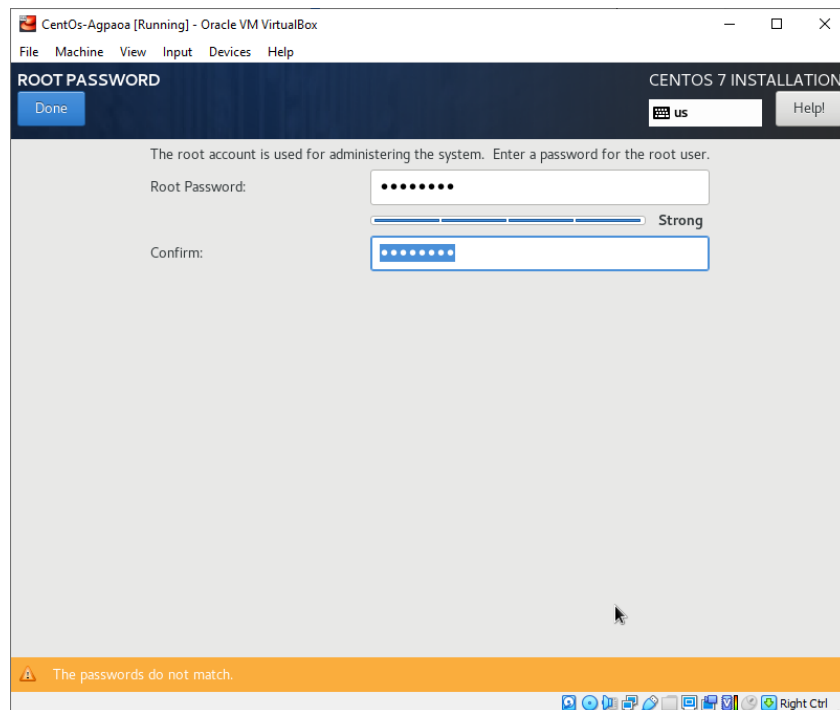 CentOs-Agpaoa [Running] - Oracle VM VirtualBox
File Machine View Input Devices Help
ROOT PASSWORD
CENTOS 7 INSTALLATION
Done
us
Help!
The root account is used for administering the system. Enter a password for the root user.
Root Password:
••••••••
Strong
Confirm:
••••••••
The passwords do not match.
Right Ctrl